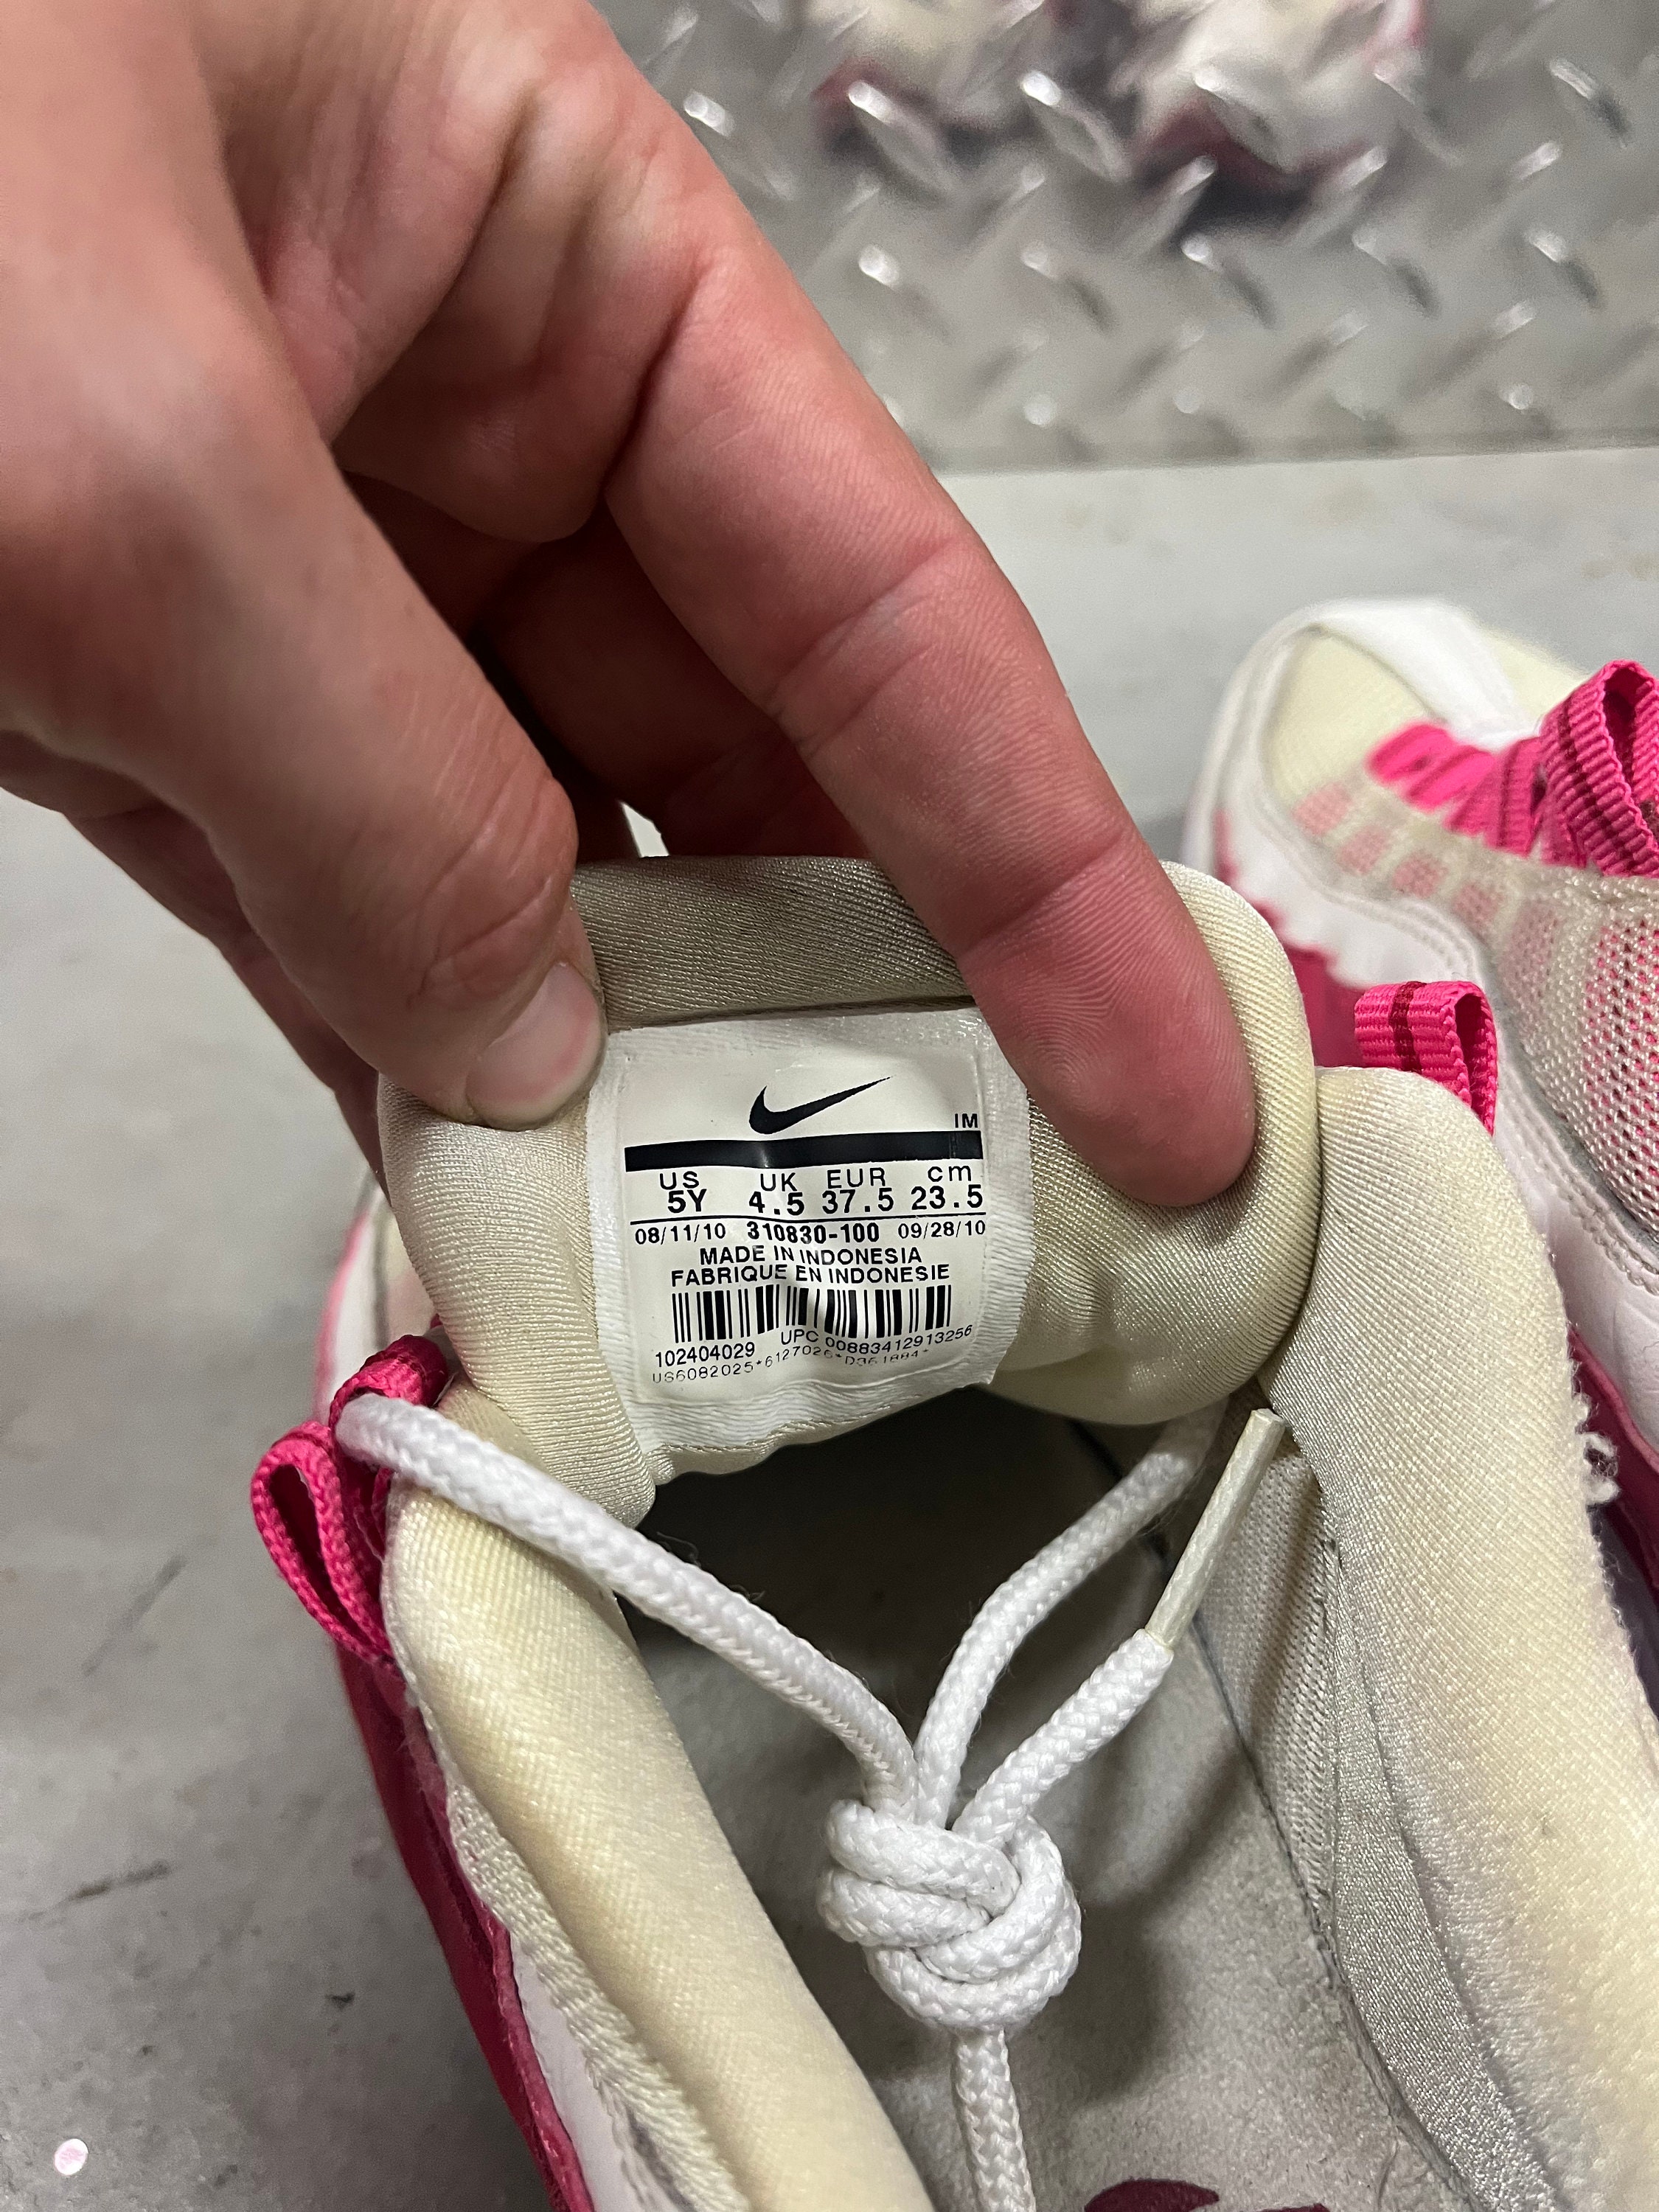 IM
US UK EUR cm
5Y 4.5 37.5 23.5
08/11/10 310830-100 09/28/10
MADE IN INDONESIA
FABRIQUE EN INDONESIE
UPC 00883412913256
102404029